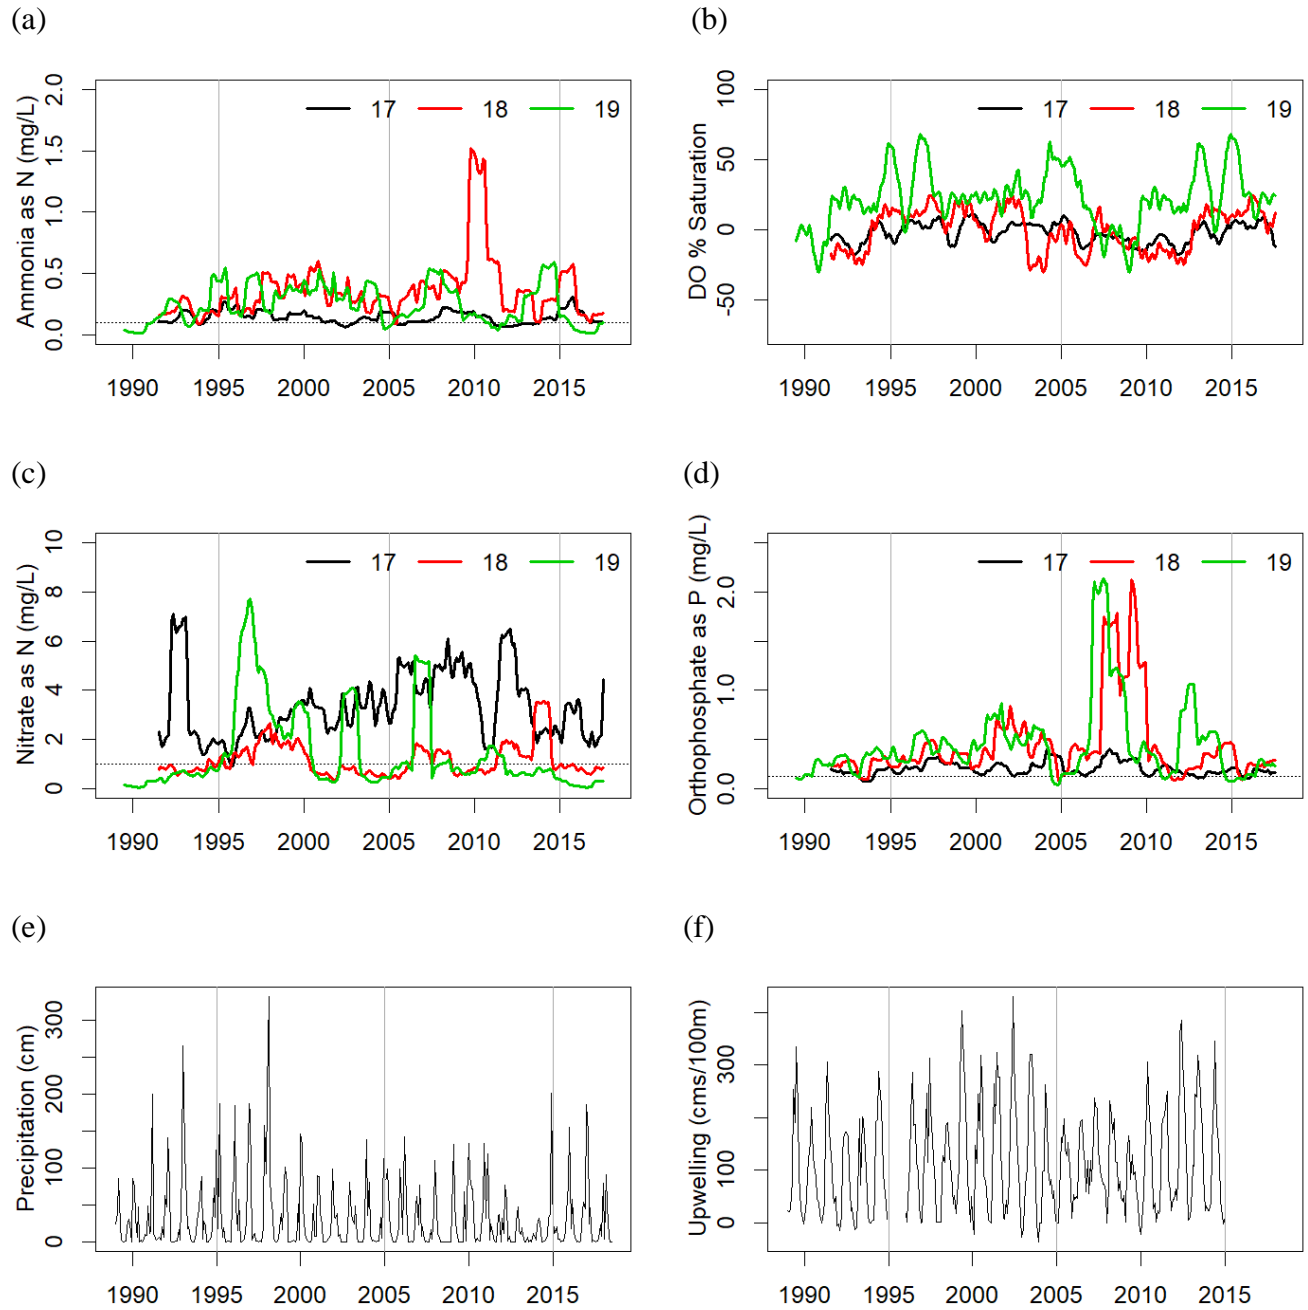 (a)
(b)
Ammonia as N (mg/L)
0.0 0.5 1.0 1.5 2.0
17 18 19
1990 1995 2000 2005 2010 2015
DO % Saturation
-50 0 50 100
17 18 19
1990 1995 2000 2005 2010 2015
(c)
(d)
Nitrate as N (mg/L)
0 2 4 6 8 10
17 18 19
1990 1995 2000 2005 2010 2015
Orthophosphate as P (mg/L)
0.0 1.0 2.0
17 18 19
1990 1995 2000 2005 2010 2015
(e)
(f)
Precipitation (cm)
0 100 200 300
1990 1995 2000 2005 2010 2015
Upwelling (cms/100m)
0 100 300
1990 1995 2000 2005 2010 2015